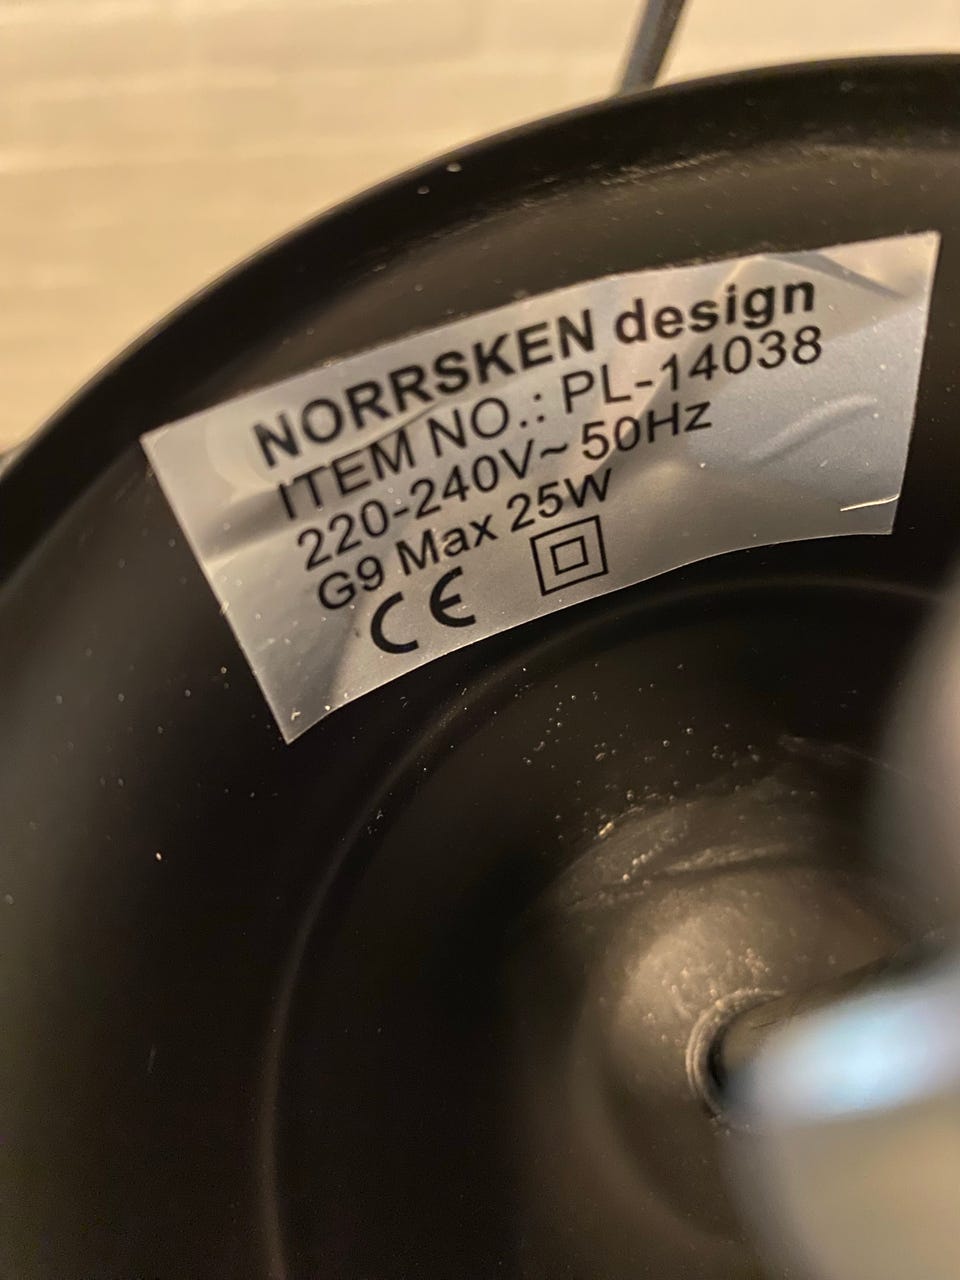 NORRSKEN design
ITEM NO.: PL-14038
220-240V~ 50Hz
G9 Max 25W
CE